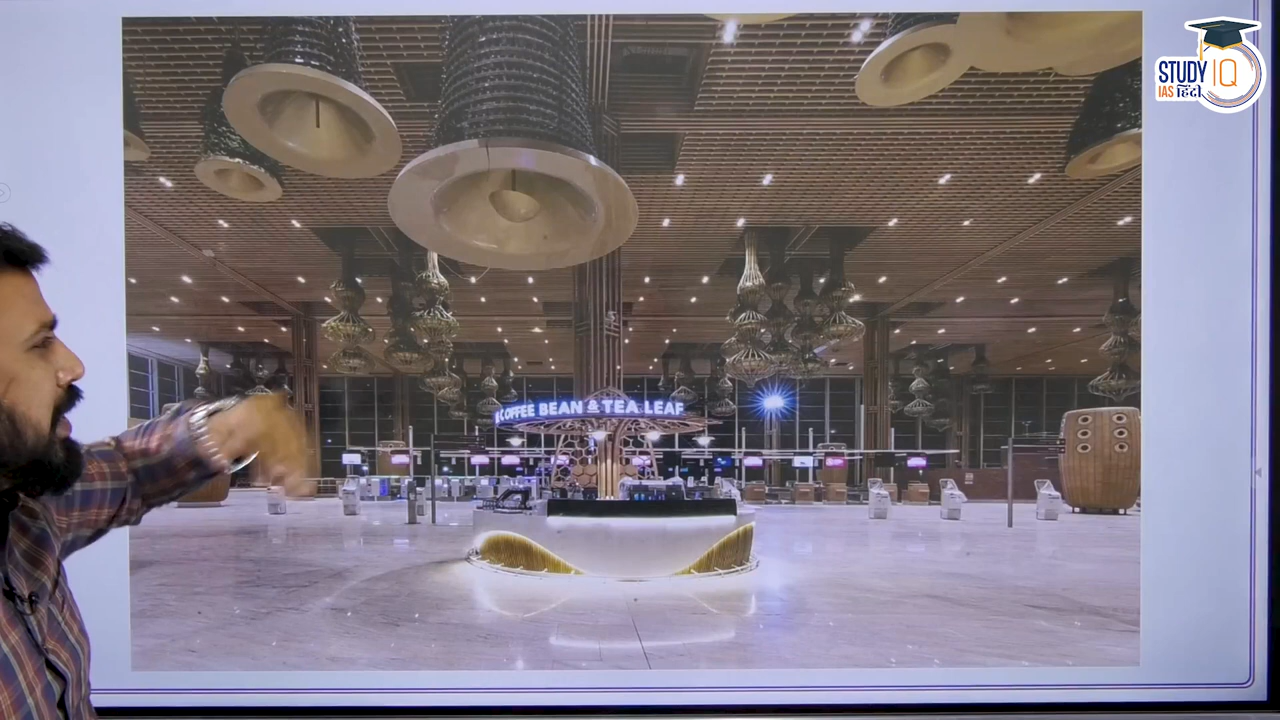 STUDY IQ
IAS हिंदी
COFFEE BEAN & TEA LEAF